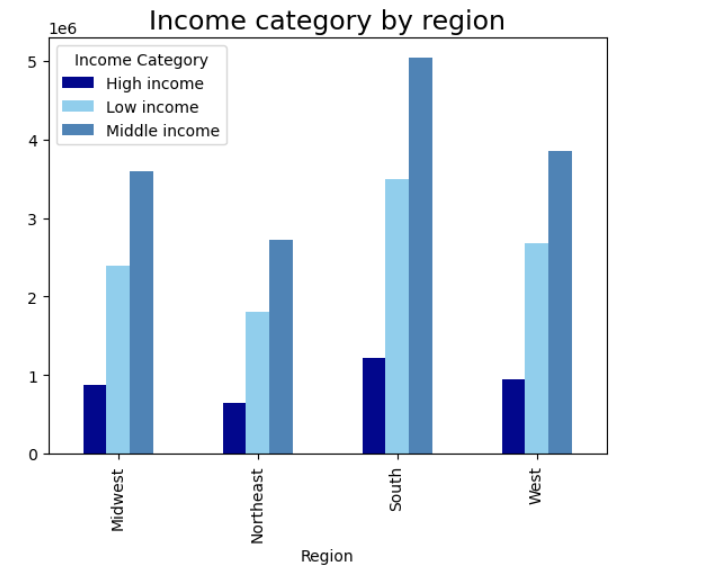 Income category by region
1e6
Income Category
High income
Low income
Middle income
5
4
3
2
1
0
Midwest
Northeast
South
West
Region